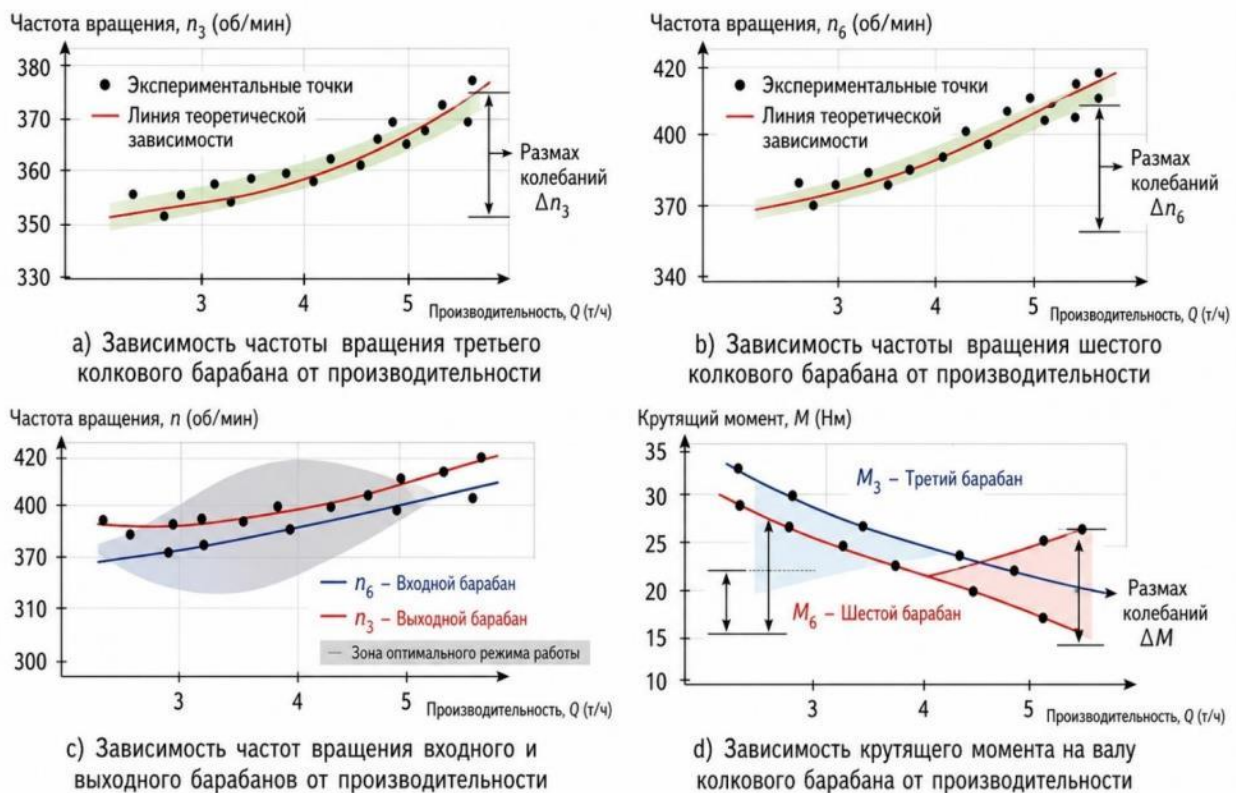 Частота вращения, n₃ (об/мин)
380
370
360
350
330
• Экспериментальные точки
— Линия теоретической
зависимости
Размах
колебаний
Δn₃
3
4
5
Производительность, Q (т/ч)
a) Зависимость частоты вращения третьего
колкового барабана от производительности
Частота вращения, n₆ (об/мин)
420
400
370
340
• Экспериментальные точки
— Линия теоретической
зависимости
Размах
колебаний
Δn₆
3
4
5
Производительность, Q (т/ч)
b) Зависимость частоты вращения шестого
колкового барабана от производительности
Частота вращения, n (об/мин)
420
400
370
310
300
n₆ – Входной барабан
n₃ – Выходной барабан
— Зона оптимального режима работы
3
4
5
Производительность, Q (т/ч)
c) Зависимость частот вращения входного и
выходного барабанов от производительности
Крутящий момент, M (Нм)
35
30
25
20
15
10
M₃ – Третий барабан
M₆ – Шестой барабан
Размах
колебаний
ΔM
3
4
5
Производительность, Q (т/ч)
d) Зависимость крутящего момента на валу
колкового барабана от производительности